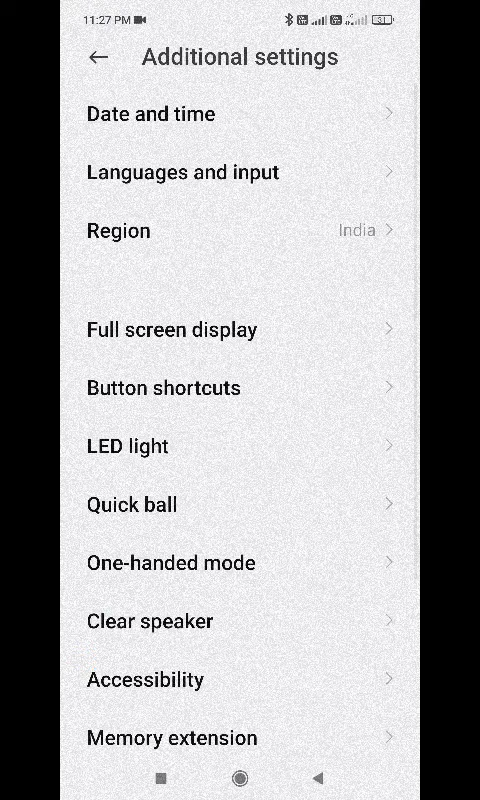 11:27 PM
31
Additional settings
Date and time
Languages and input
Region India
Full screen display
Button shortcuts
LED light
Quick ball
One-handed mode
Clear speaker
Accessibility
Memory extension